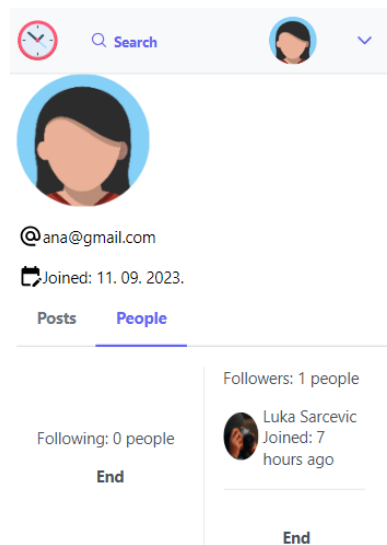 Search
ana@gmail.com
Joined: 11. 09. 2023.
Posts People
Following: 0 people
End
Followers: 1 people
Luka Sarcevic
Joined: 7
hours ago
End